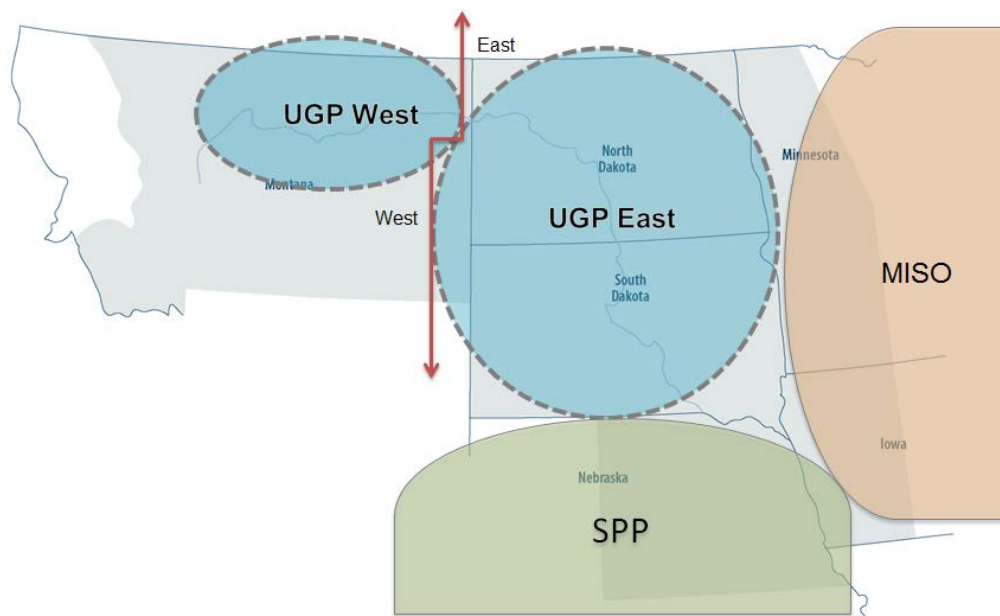 East
UGP West
North
Dakota
Minnesota
Montana
West
UGP East
MISO
South
Dakota
Iowa
Nebraska
SPP